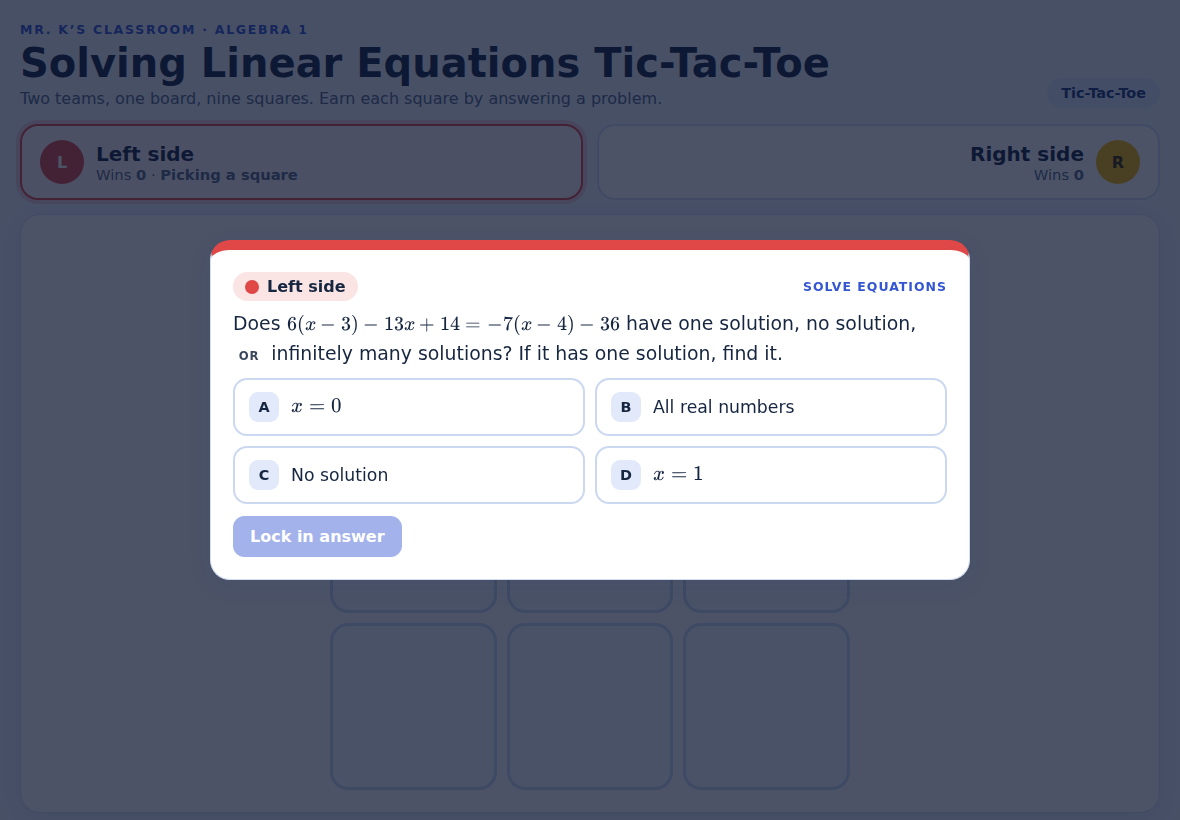 MR. K'S CLASSROOM · ALGEBRA 1
Solving Linear Equations Tic-Tac-Toe
Two teams, one board, nine squares. Earn each square by answering a problem.
Tic-Tac-Toe
L
Left side
Wins 0 · Picking a square
Right side
Wins 0
R
Left side
SOLVE EQUATIONS
Does 6(x − 3) − 13x + 14 = −7(x − 4) − 36 have one solution, no solution,
OR infinitely many solutions? If it has one solution, find it.
A x = 0
B All real numbers
C No solution
D x = 1
Lock in answer